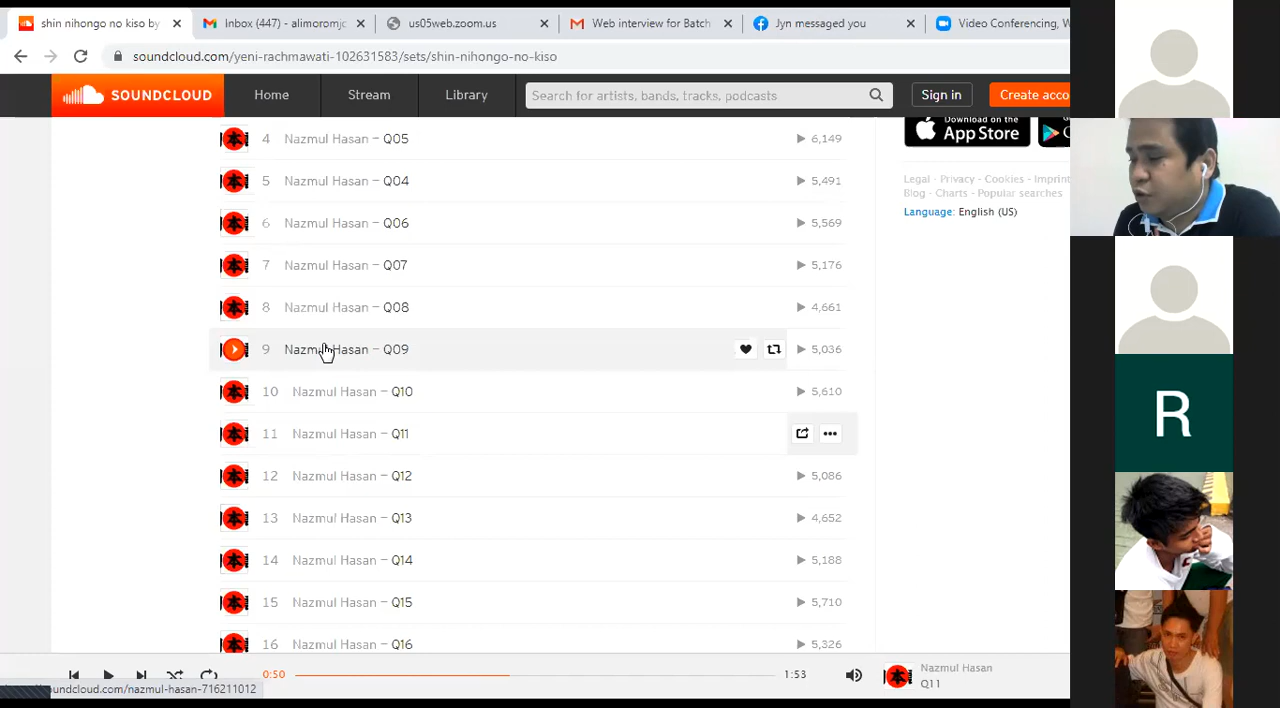 shin nihongo no kiso by
Inbox (447) - alimoromjc
us05web.zoom.us
Web interview for Batch
Jyn messaged you
Video Conferencing, W
soundcloud.com/yeni-rachmawati-102631583/sets/shin-nihongo-no-kiso
SOUNDCLOUD
Home
Stream
Library
Search for artists, bands, tracks, podcasts
Sign in
Create acco
4 Nazmul Hasan – Q05 6,149
5 Nazmul Hasan – Q04 5,491
6 Nazmul Hasan – Q06 5,569
7 Nazmul Hasan – Q07 5,176
8 Nazmul Hasan – Q08 4,661
9 Nazmul Hasan – Q09 5,036
10 Nazmul Hasan – Q10 5,610
11 Nazmul Hasan – Q11
12 Nazmul Hasan – Q12 5,086
13 Nazmul Hasan – Q13 4,652
14 Nazmul Hasan – Q14 5,188
15 Nazmul Hasan – Q15 5,710
16 Nazmul Hasan – Q16 5,326
Download on the
App Store
Legal - Privacy - Cookies - Imprint
Blog - Charts - Popular searches
Language: English (US)
0:50
1:53
Nazmul Hasan
Q11
oundcloud.com/nazmul-hasan-716211012
R